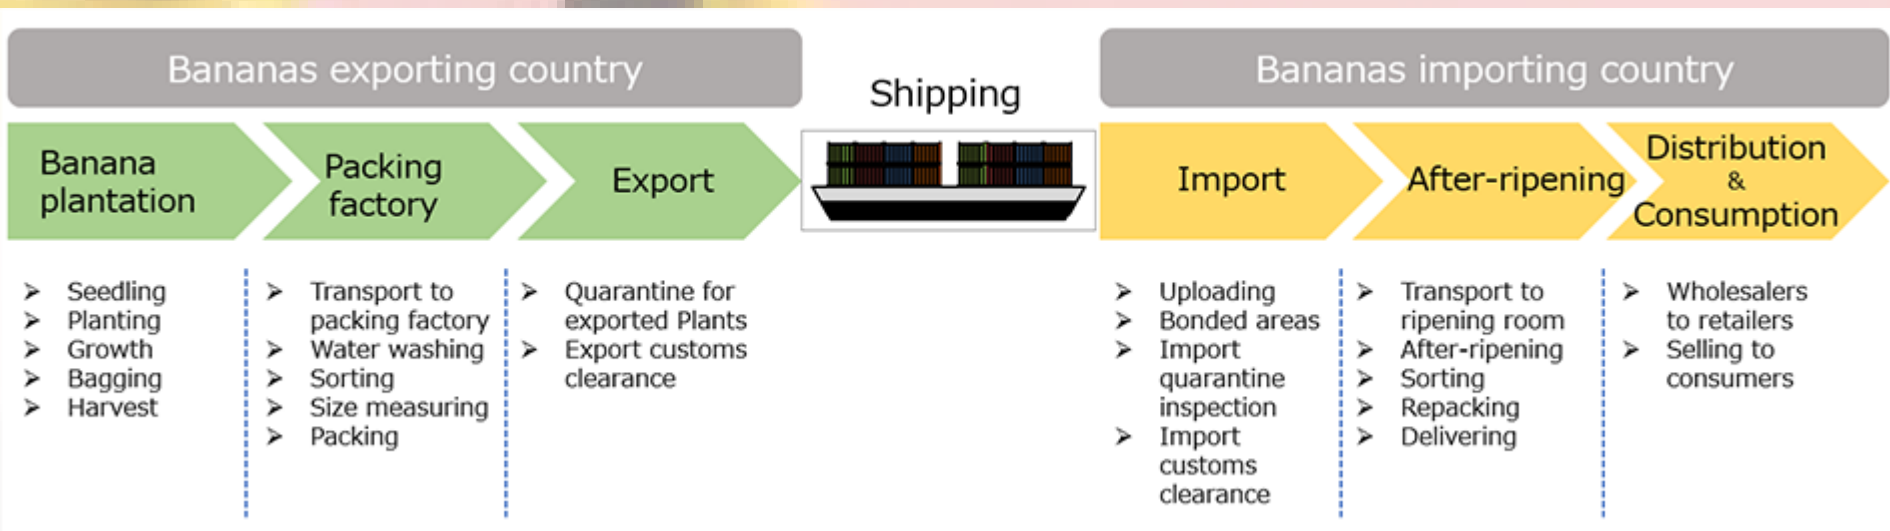 Bananas exporting country
Shipping
Bananas importing country
Banana
plantation
Packing
factory
Export
Import
After-ripening
Distribution
&
Consumption
➢ Seedling
➢ Planting
➢ Growth
➢ Bagging
➢ Harvest
➢ Transport to
packing factory
➢ Water washing
➢ Sorting
➢ Size measuring
➢ Packing
➢ Quarantine for
exported Plants
➢ Export customs
clearance
➢ Uploading
➢ Bonded areas
➢ Import
quarantine
inspection
➢ Import
customs
clearance
➢ Transport to
ripening room
➢ After-ripening
➢ Sorting
➢ Repacking
➢ Delivering
➢ Wholesalers
to retailers
➢ Selling to
consumers